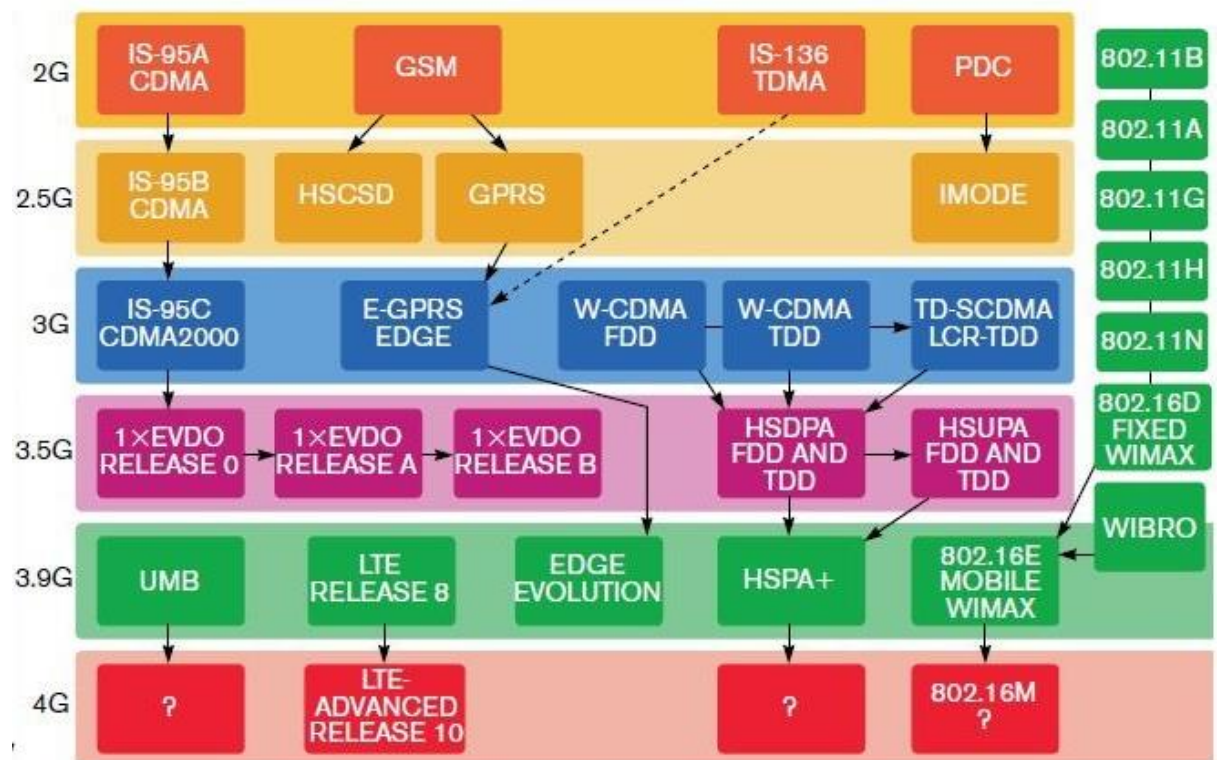 2G
IS-95A
CDMA
GSM
IS-136
TDMA
PDC
802.11B
802.11A
2.5G
IS-95B
CDMA
HSCSD
GPRS
IMODE
802.11G
802.11H
3G
IS-95C
CDMA2000
E-GPRS
EDGE
W-CDMA
FDD
W-CDMA
TDD
TD-SCDMA
LCR-TDD
802.11N
3.5G
1×EVDO
RELEASE 0
1×EVDO
RELEASE A
1×EVDO
RELEASE B
HSDPA
FDD AND
TDD
HSUPA
FDD AND
TDD
802.16D
FIXED
WIMAX
WIBRO
3.9G
UMB
LTE
RELEASE 8
EDGE
EVOLUTION
HSPA+
802.16E
MOBILE
WIMAX
4G
?
LTE-
ADVANCED
RELEASE 10
?
802.16M
?